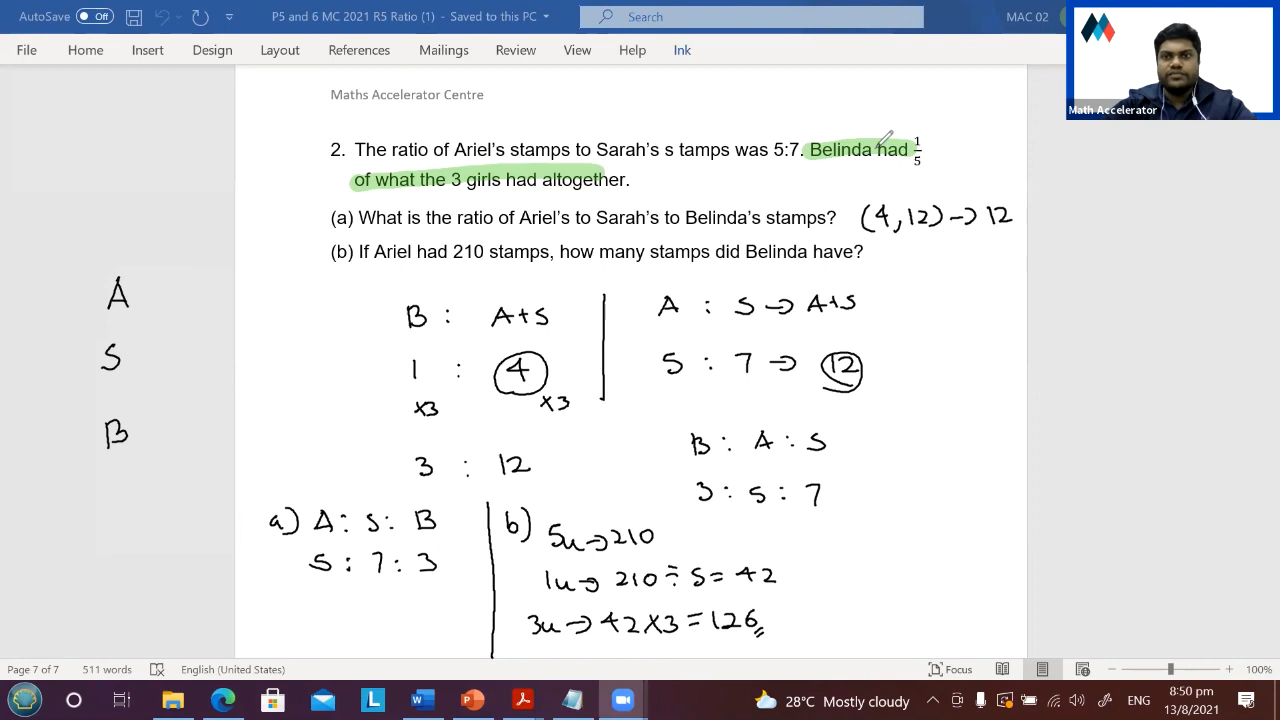 AutoSave Off P5 and 6 MC 2021 R5 Ratio (1) - Saved to this PC Search MAC 02
File Home Insert Design Layout References Mailings Review View Help Ink
Math Accelerator
Maths Accelerator Centre
2. The ratio of Ariel's stamps to Sarah's s tamps was 5:7. Belinda had 1/5
of what the 3 girls had altogether.
(a) What is the ratio of Ariel's to Sarah's to Belinda's stamps? (4,12) → 12
(b) If Ariel had 210 stamps, how many stamps did Belinda have?
A
S
B
B : A+S
1 : 4
×3 ×3
3 : 12
A : S → A+S
5 : 7 → 12
B : A : S
3 : 5 : 7
a) A : S : B
5 : 7 : 3
b) 5u → 210
1u → 210 ÷ 5 = 42
3u → 42 × 3 = 126
Page 7 of 7 511 words English (United States) Focus 100%
28°C Mostly cloudy ENG 8:50 pm
13/8/2021